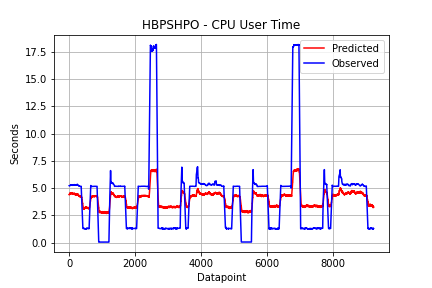 HBPSHPO - CPU User Time
Predicted
Observed
17.5
15.0
12.5
10.0
7.5
5.0
2.5
0.0
Seconds
0
2000
4000
6000
8000
Datapoint